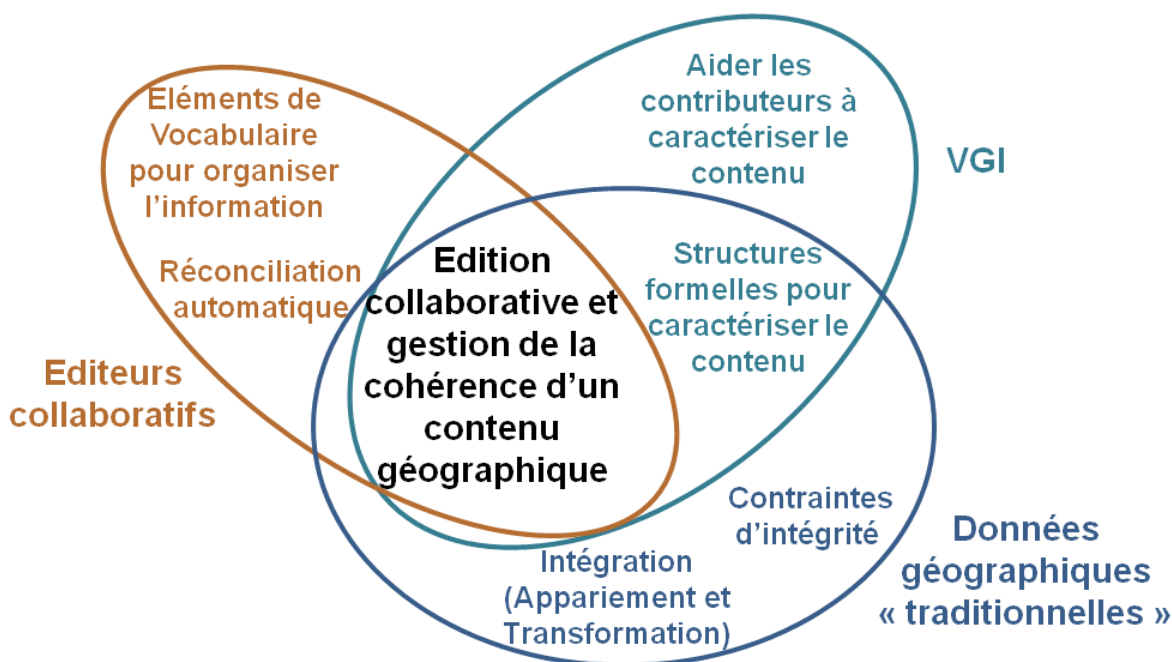 Eléments de
Vocabulaire
pour organiser
l'information
Réconciliation
automatique
Editeurs
collaboratifs
Aider les
contributeurs à
caractériser le
contenu
VGI
Structures
formelles pour
caractériser le
contenu
Edition
collaborative et
gestion de la
cohérence d'un
contenu
géographique
Contraintes
d'intégrité
Intégration
(Appariement et
Transformation)
Données
géographiques
« traditionnelles »